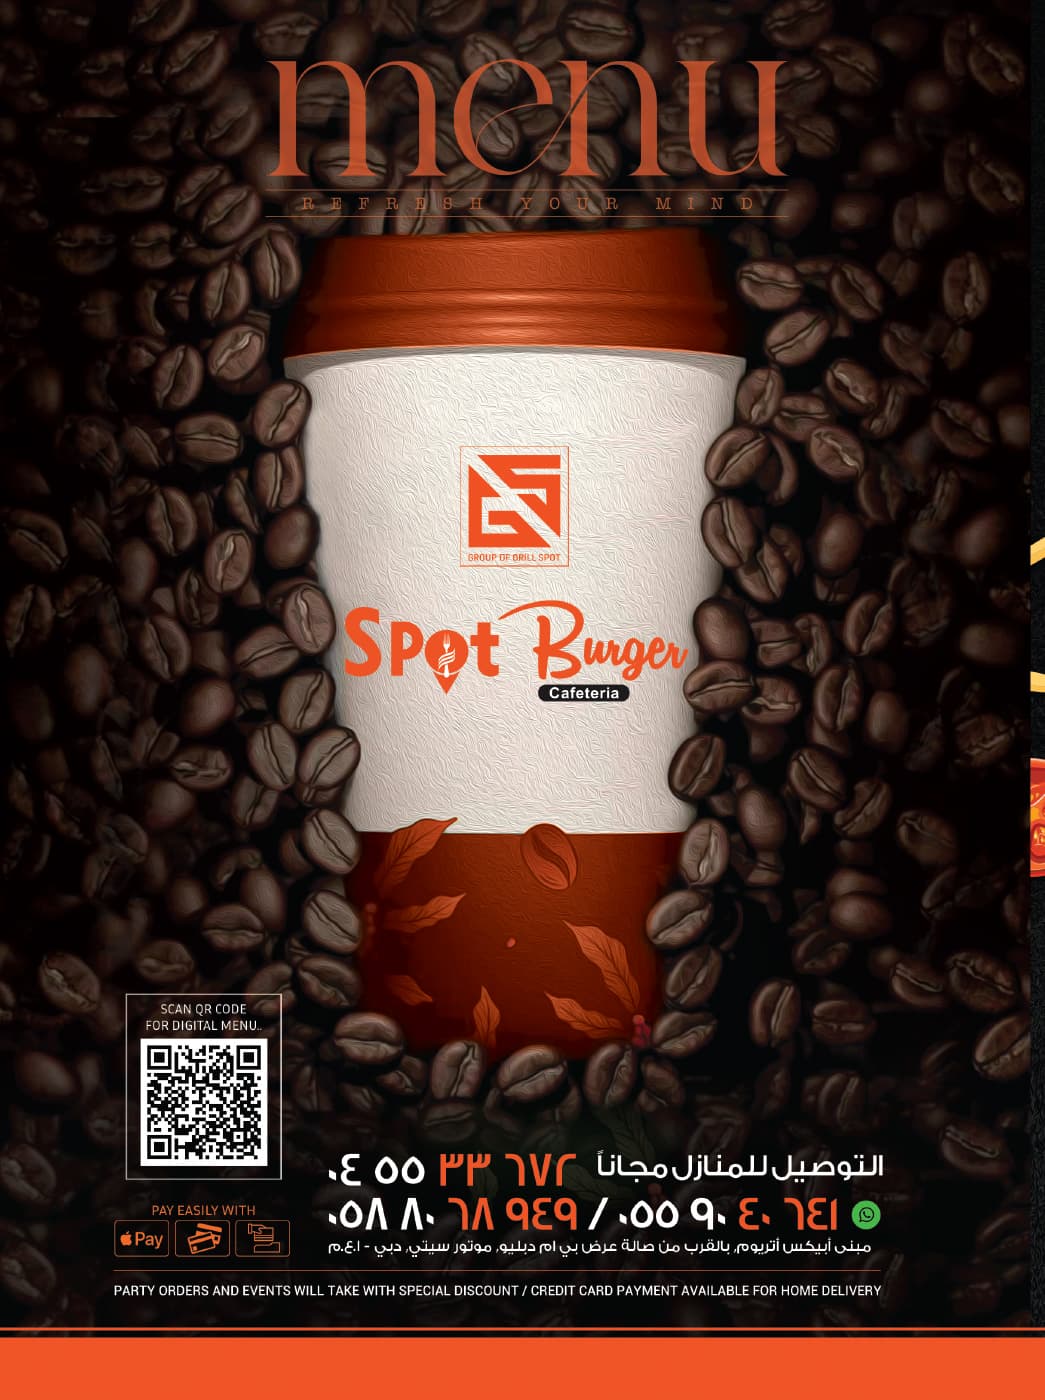 menu
REFRESH YOUR MIND
GROUP OF GRILL SPOT
Spot Burger
Cafeteria
SCAN QR CODE
FOR DIGITAL MENU..
التوصيل للمنازل مجاناً ٠٤ ٥٥ ٣٣ ٦٧٢
٠٥٨ ٨٠ ٦٨ ٩٤٩ / ٠٥٥ ٩٠ ٤٠ ٦٤١
مبنى أبيكس أتريوم, بالقرب من صالة عرض بي ام دبليو, موتور سيتي, دبي - ا.ع.م
PAY EASILY WITH
Pay
PARTY ORDERS AND EVENTS WILL TAKE WITH SPECIAL DISCOUNT / CREDIT CARD PAYMENT AVAILABLE FOR HOME DELIVERY